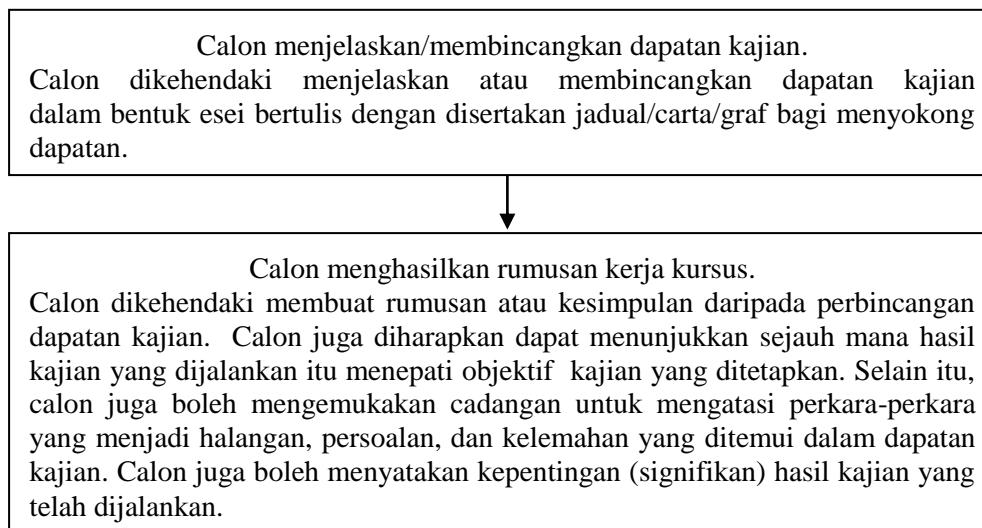 Calon menjelaskan/membincangkan dapatan kajian.
Calon dikehendaki menjelaskan atau membincangkan dapatan kajian
dalam bentuk esei bertulis dengan disertakan jadual/carta/graf bagi menyokong
dapatan.
Calon menghasilkan rumusan kerja kursus.
Calon dikehendaki membuat rumusan atau kesimpulan daripada perbincangan
dapatan kajian. Calon juga diharapkan dapat menunjukkan sejauh mana hasil
kajian yang dijalankan itu menepati objektif kajian yang ditetapkan. Selain itu,
calon juga boleh mengemukakan cadangan untuk mengatasi perkara-perkara
yang menjadi halangan, persoalan, dan kelemahan yang ditemui dalam dapatan
kajian. Calon juga boleh menyatakan kepentingan (signifikan) hasil kajian yang
telah dijalankan.